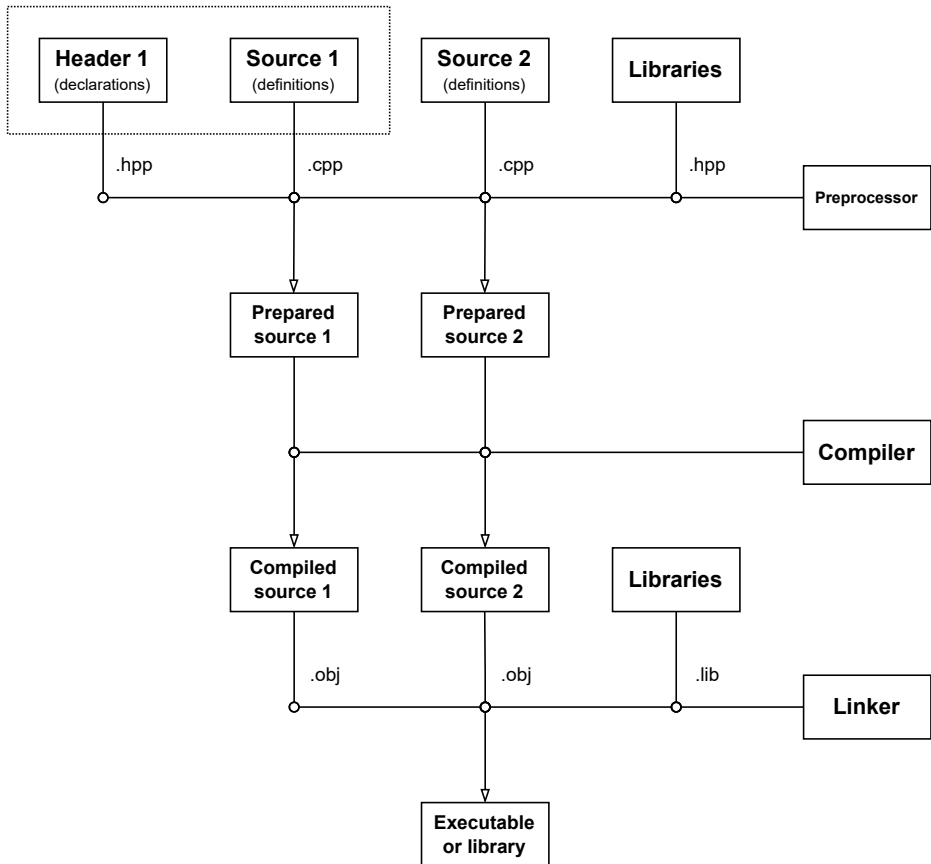 Header 1
(declarations)
Source 1
(definitions)
Source 2
(definitions)
Libraries
.hpp
.cpp
.cpp
.hpp
Preprocessor
Prepared
source 1
Prepared
source 2
Compiler
Compiled
source 1
Compiled
source 2
Libraries
.obj
.obj
.lib
Linker
Executable
or library